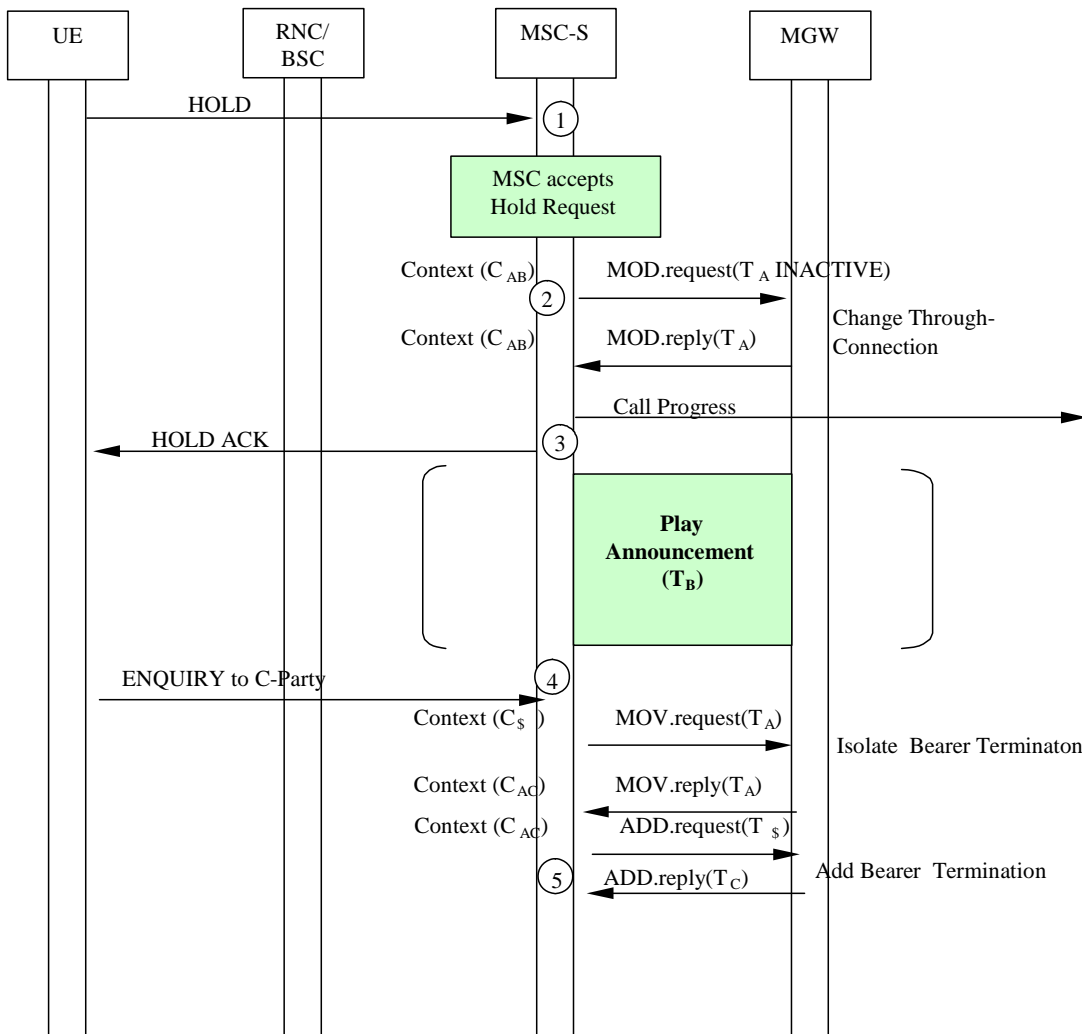 UE
RNC/
BSC
MSC-S
MGW
HOLD
1
MSC accepts
Hold Request
Context (C AB)
MOD.request(T A INACTIVE)
2
Change Through-
Connection
Context (C AB)
MOD.reply(T A)
Call Progress
HOLD ACK
3
Play
Announcement
(TB)
ENQUIRY to C-Party
4
Context (C$ )
MOV.request(TA)
Isolate Bearer Terminaton
Context (C AC)
MOV.reply(TA)
Context (C AC)
ADD.request(T $)
5
ADD.reply(T C)
Add Bearer Termination